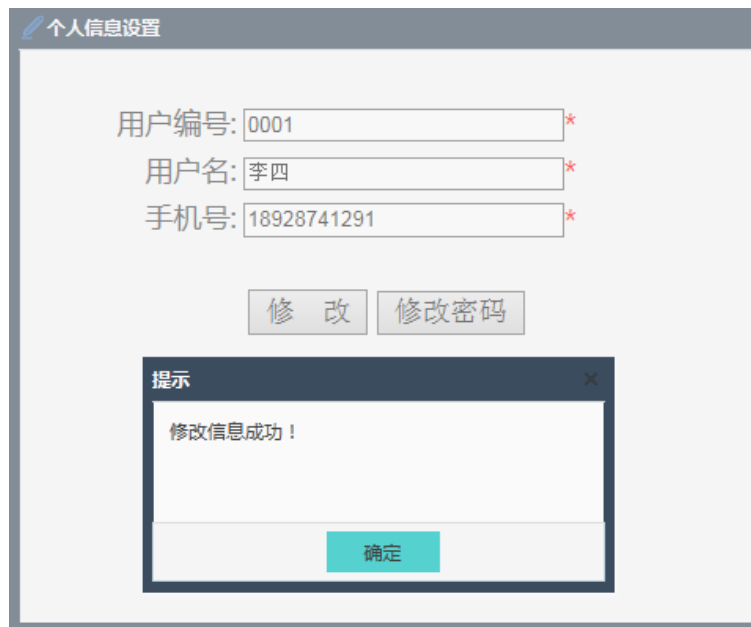 个人信息设置
用户编号: 0001 *
用户名: 李四 *
手机号: 18928741291 *
修 改 修改密码
提示 ×
修改信息成功！
确定